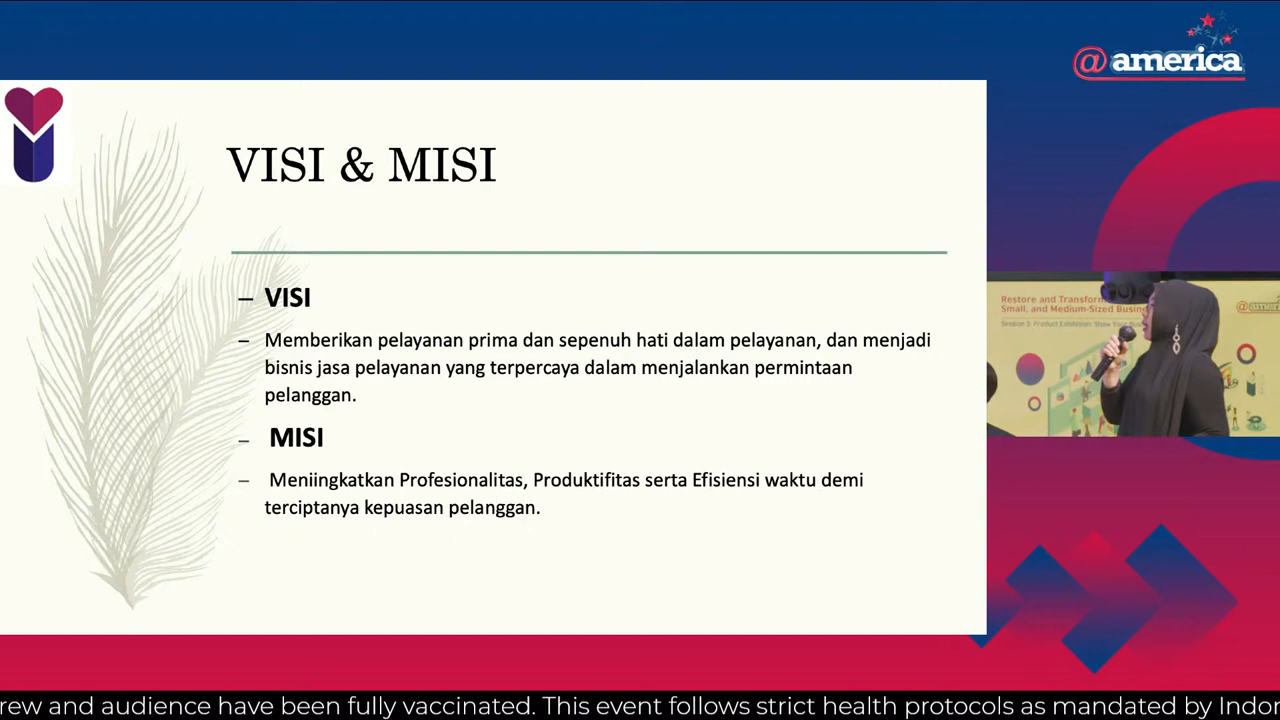 @america
VISI & MISI
– VISI
– Memberikan pelayanan prima dan sepenuh hati dalam pelayanan, dan menjadi
bisnis jasa pelayanan yang terpercaya dalam menjalankan permintaan
pelanggan.
– MISI
– Meniingkatkan Profesionalitas, Produktifitas serta Efisiensi waktu demi
terciptanya kepuasan pelanggan.
Restore and Transform
Small, and Medium-Sized Busine
Session 3: Product Exhibition: Show Your Bus
@america
rew and audience have been fully vaccinated. This event follows strict health protocols as mandated by Indon